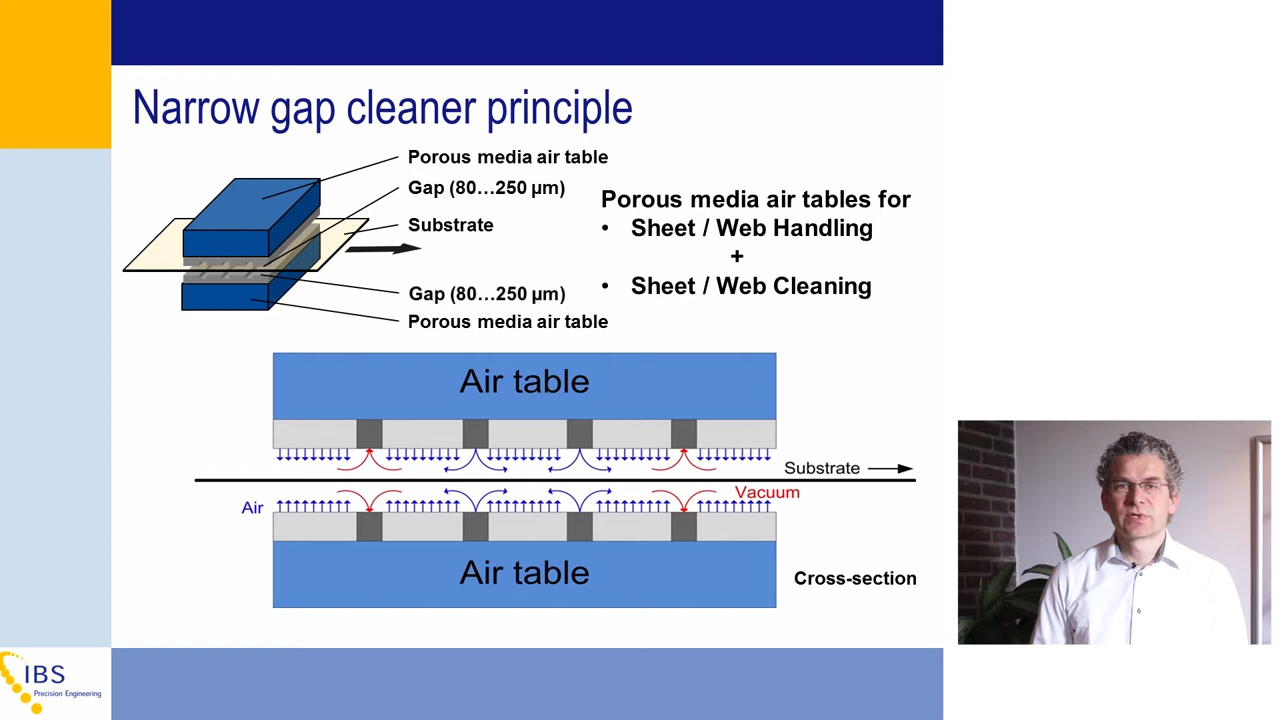 Narrow gap cleaner principle
Porous media air table
Gap (80…250 µm)
Substrate
Gap (80…250 µm)
Porous media air table
Porous media air tables for
• Sheet / Web Handling
+
• Sheet / Web Cleaning
Air table
Substrate
Vacuum
Air
Air table
Cross-section
IBS
Precision Engineering